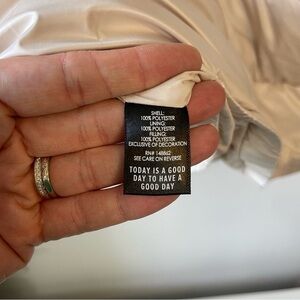 SHELL:
100% POLYESTER
LINING:
100% POLYESTER
FILLING:
100% POLYESTER
EXCLUSIVE OF DECORATION
RN# 148862
SEE CARE ON REVERSE
TODAY IS A GOOD
DAY TO HAVE A
GOOD DAY